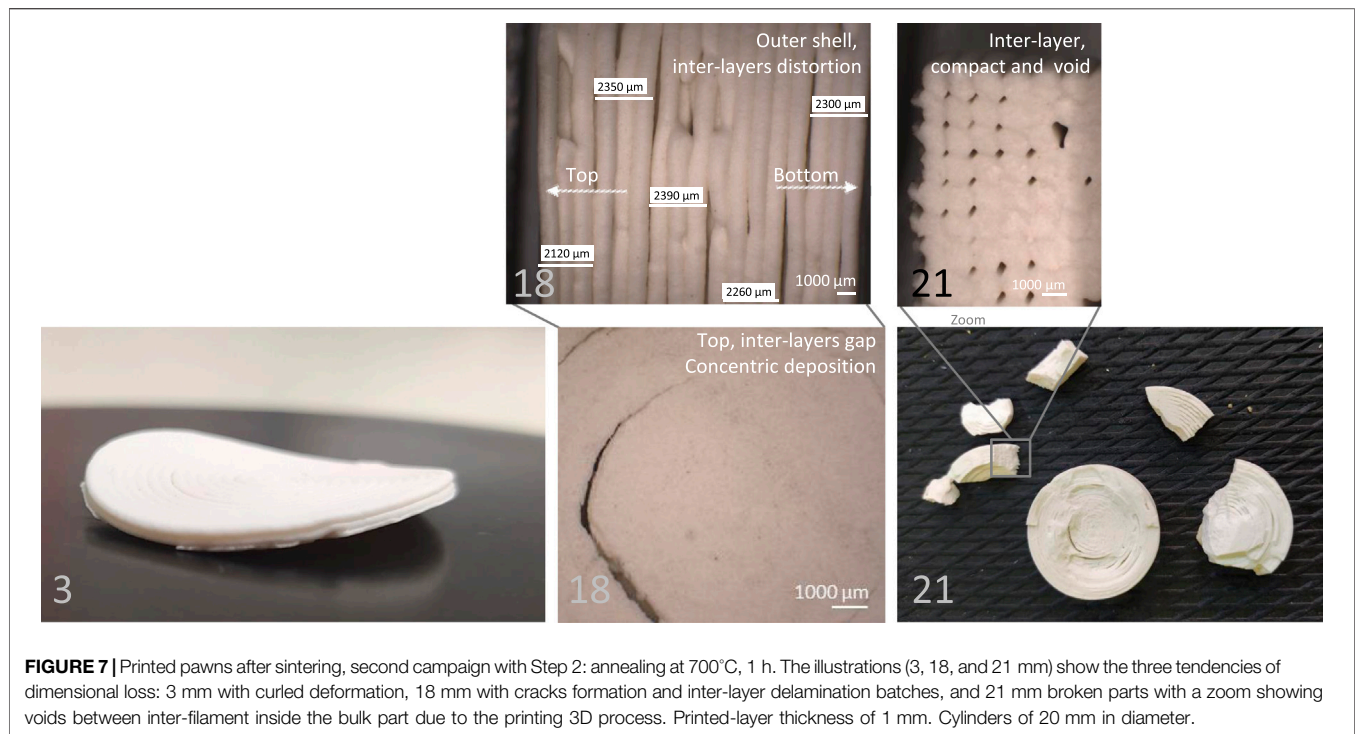 Outer shell,
inter-layers distortion
2350 µm
2300 µm
Top
Bottom
2390 µm
2120 µm
2260 µm
18
1000 µm
Inter-layer,
compact and void
21
1000 µm
Zoom
3
Top, inter-layers gap
Concentric deposition
18
1000 µm
21
FIGURE 7 | Printed pawns after sintering, second campaign with Step 2: annealing at 700°C, 1 h. The illustrations (3, 18, and 21 mm) show the three tendencies of
dimensional loss: 3 mm with curled deformation, 18 mm with cracks formation and inter-layer delamination batches, and 21 mm broken parts with a zoom showing
voids between inter-filament inside the bulk part due to the printing 3D process. Printed-layer thickness of 1 mm. Cylinders of 20 mm in diameter.